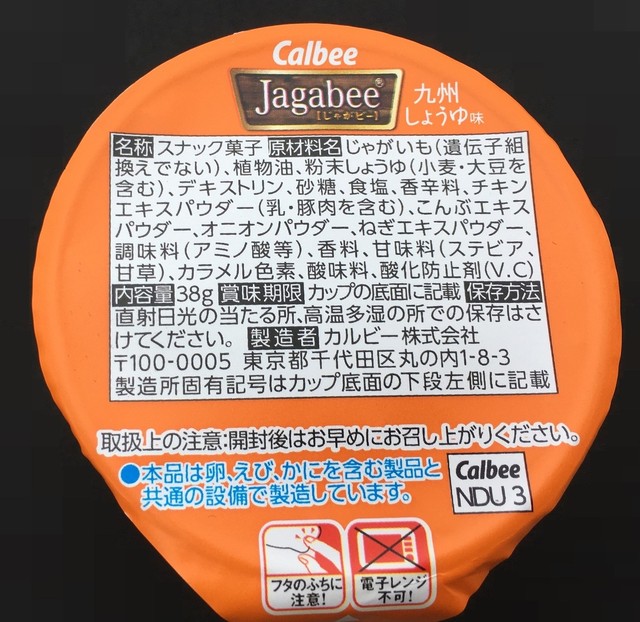 Calbee
Jagabee®
[じゃがビー]
九州
しょうゆ味
名称 スナック菓子 原材料名 じゃがいも(遺伝子組
換えでない)、植物油、粉末しょうゆ(小麦・大豆を
含む)、デキストリン、砂糖、食塩、香辛料、チキン
エキスパウダー(乳・豚肉を含む)、こんぶエキス
パウダー、オニオンパウダー、ねぎエキスパウダー、
調味料(アミノ酸等)、香料、甘味料(ステビア、
甘草)、カラメル色素、酸味料、酸化防止剤(V.C)
内容量 38g 賞味期限 カップの底面に記載 保存方法
直射日光の当たる所、高温多湿の所での保存はさ
けてください。 製造者 カルビー株式会社
〒100-0005 東京都千代田区丸の内1-8-3
製造所固有記号はカップ底面の下段左側に記載
取扱上の注意:開封後はお早めにお召し上がりください。
●本品は卵、えび、かにを含む製品と
共通の設備で製造しています。
Calbee
NDU 3
フタのふちに
注意!
電子レンジ
不可!